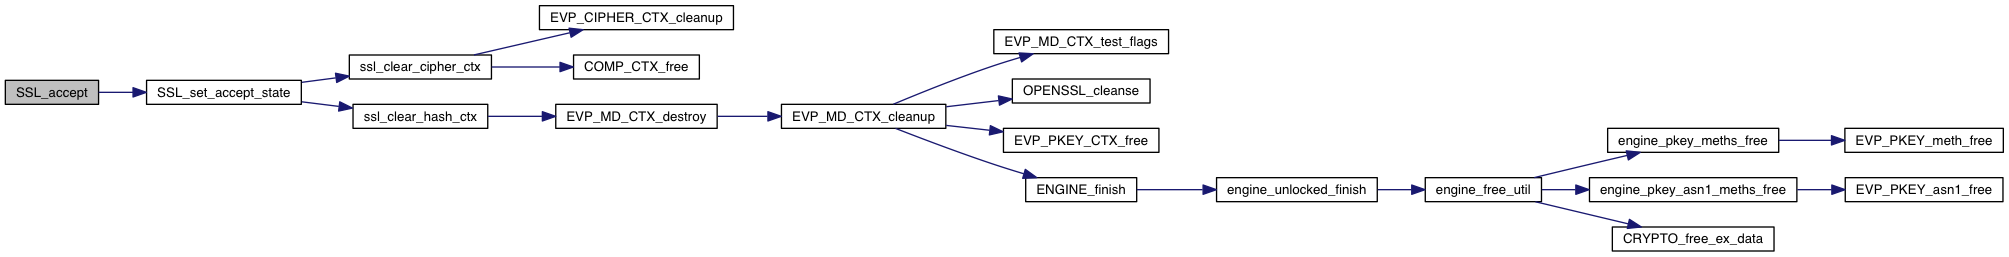 EVP_CIPHER_CTX_cleanup
EVP_MD_CTX_test_flags
ssl_clear_cipher_ctx
COMP_CTX_free
SSL_accept
SSL_set_accept_state
OPENSSL_cleanse
ssl_clear_hash_ctx
EVP_MD_CTX_destroy
EVP_MD_CTX_cleanup
EVP_PKEY_CTX_free
engine_pkey_meths_free
EVP_PKEY_meth_free
ENGINE_finish
engine_unlocked_finish
engine_free_util
engine_pkey_asn1_meths_free
EVP_PKEY_asn1_free
CRYPTO_free_ex_data